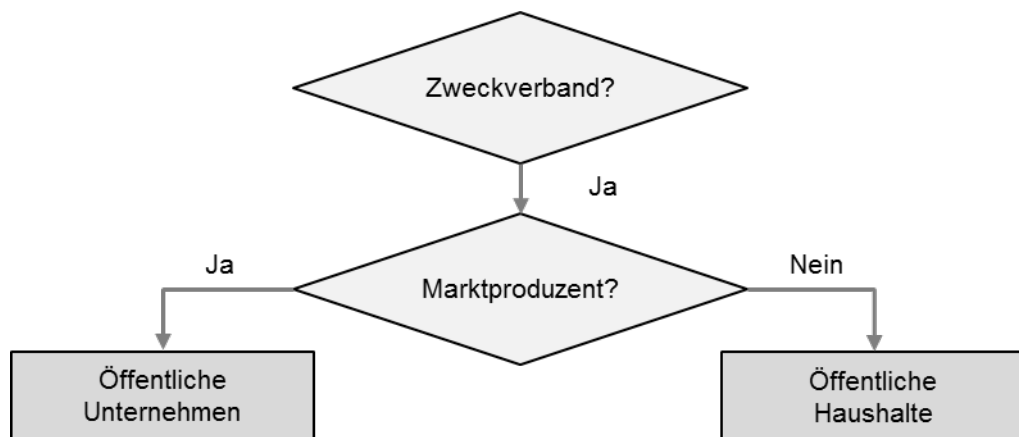 Zweckverband?
Ja
Ja
Marktproduzent?
Nein
Öffentliche
Unternehmen
Öffentliche
Haushalte